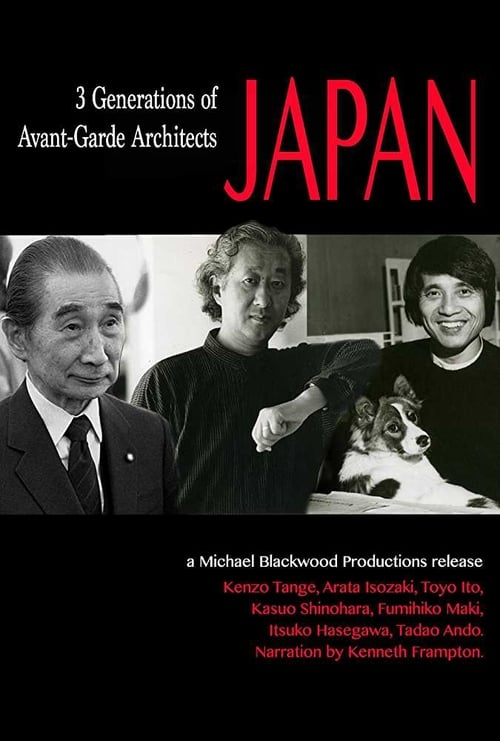 3 Generations of
Avant-Garde Architects
JAPAN
a Michael Blackwood Productions release
Kenzo Tange, Arata Isozaki, Toyo Ito,
Kasuo Shinohara, Fumihiko Maki,
Itsuko Hasegawa, Tadao Ando.
Narration by Kenneth Frampton.